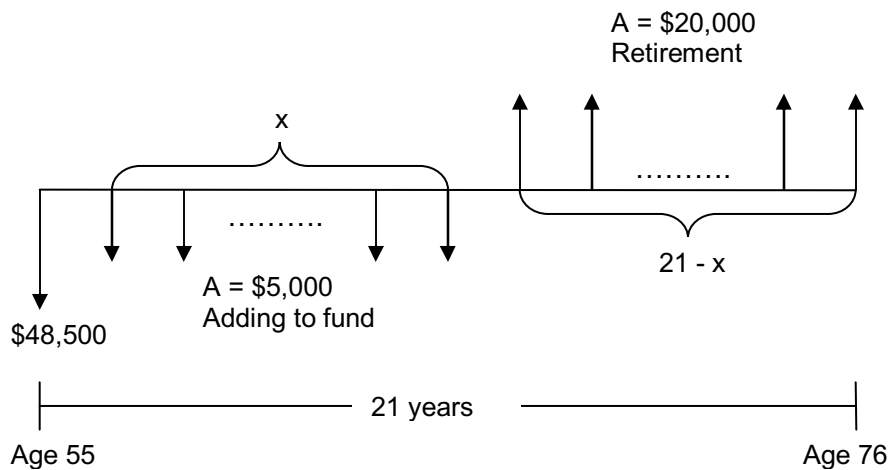 A = $20,000
Retirement
x
..........
..........
21 - x
A = $5,000
Adding to fund
$48,500
21 years
Age 55
Age 76